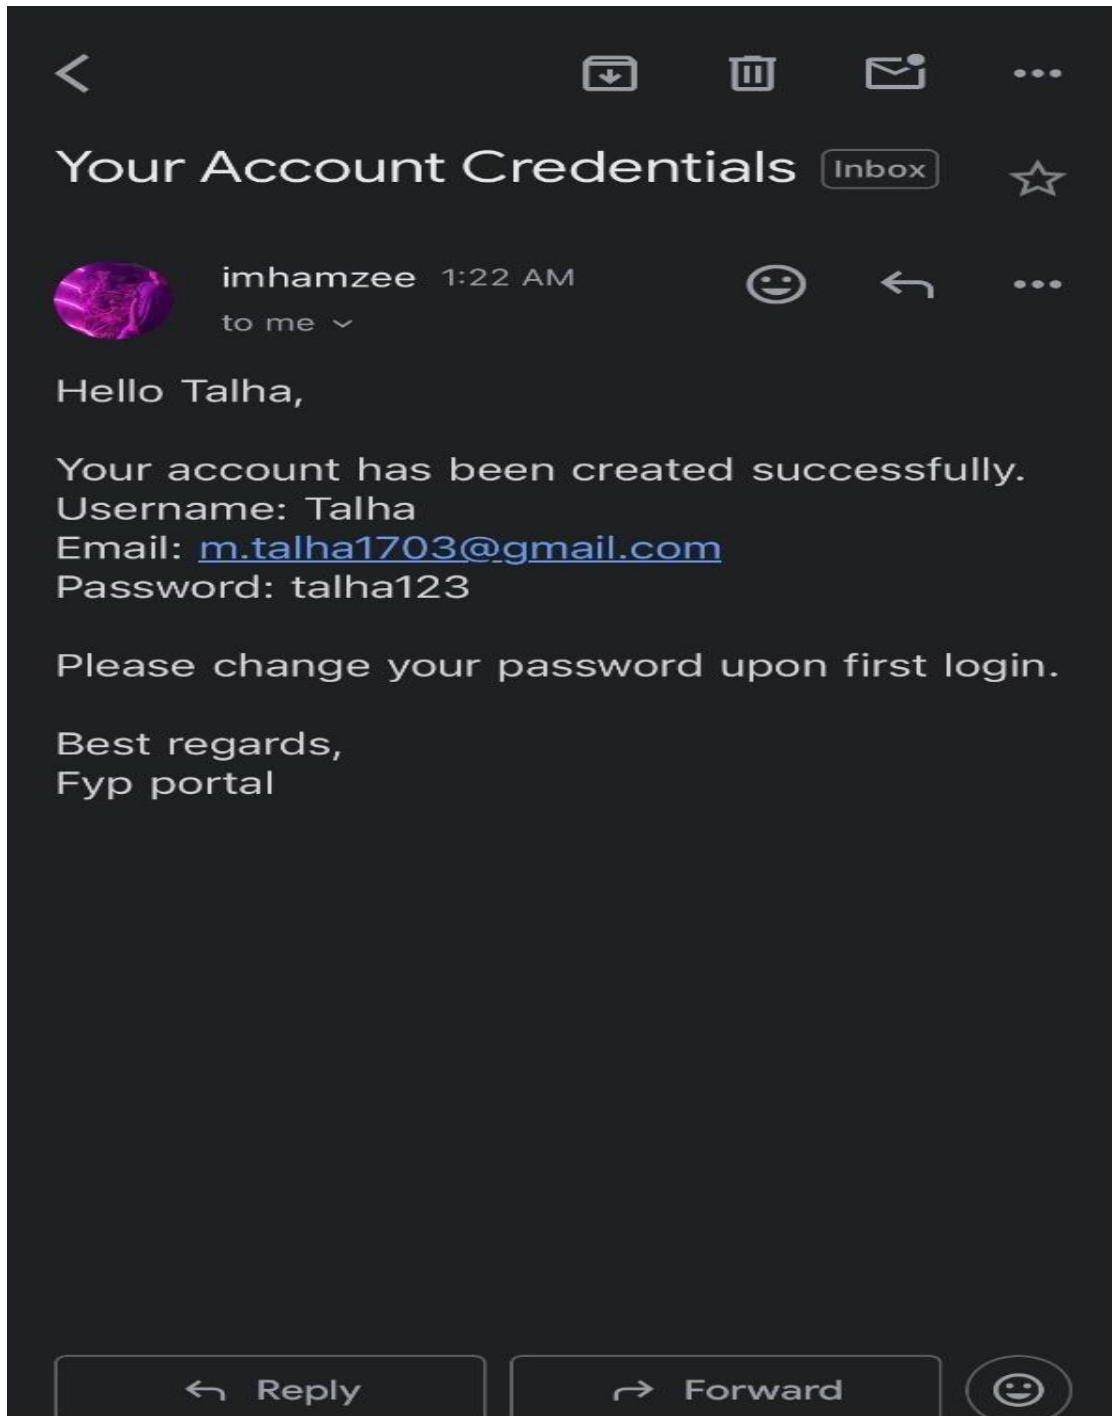 Your Account Credentials Inbox
imhamzee 1:22 AM
to me
Hello Talha,
Your account has been created successfully.
Username: Talha
Email: m.talha1703@gmail.com
Password: talha123
Please change your password upon first login.
Best regards,
Fyp portal
Reply Forward